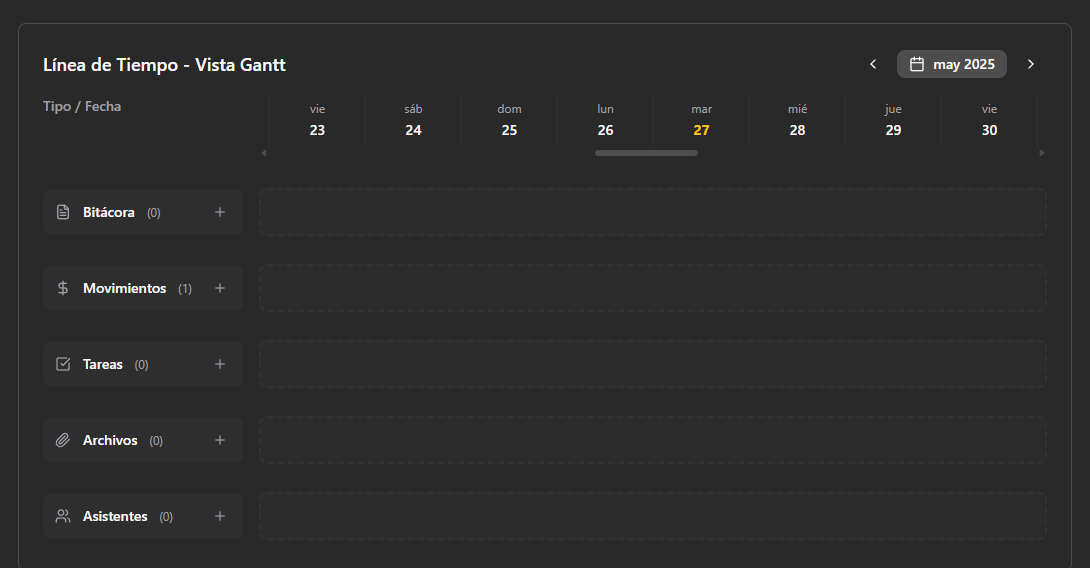 Línea de Tiempo - Vista Gantt
may 2025
Tipo / Fecha
vie sáb dom lun mar mié jue vie
23 24 25 26 27 28 29 30
Bitácora (0) +
Movimientos (1) +
Tareas (0) +
Archivos (0) +
Asistentes (0) +